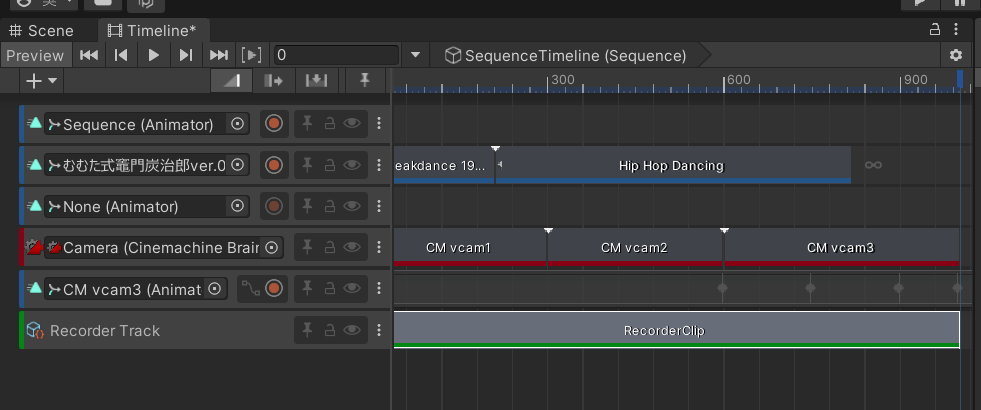 Scene
Timeline*
Preview
0
SequenceTimeline (Sequence)
300
600
900
Sequence (Animator)
むむた式竈門炭治郎ver.0
eakdance 19...
Hip Hop Dancing
None (Animator)
Camera (Cinemachine Brair
CM vcam1
CM vcam2
CM vcam3
CM vcam3 (Animat
Recorder Track
RecorderClip